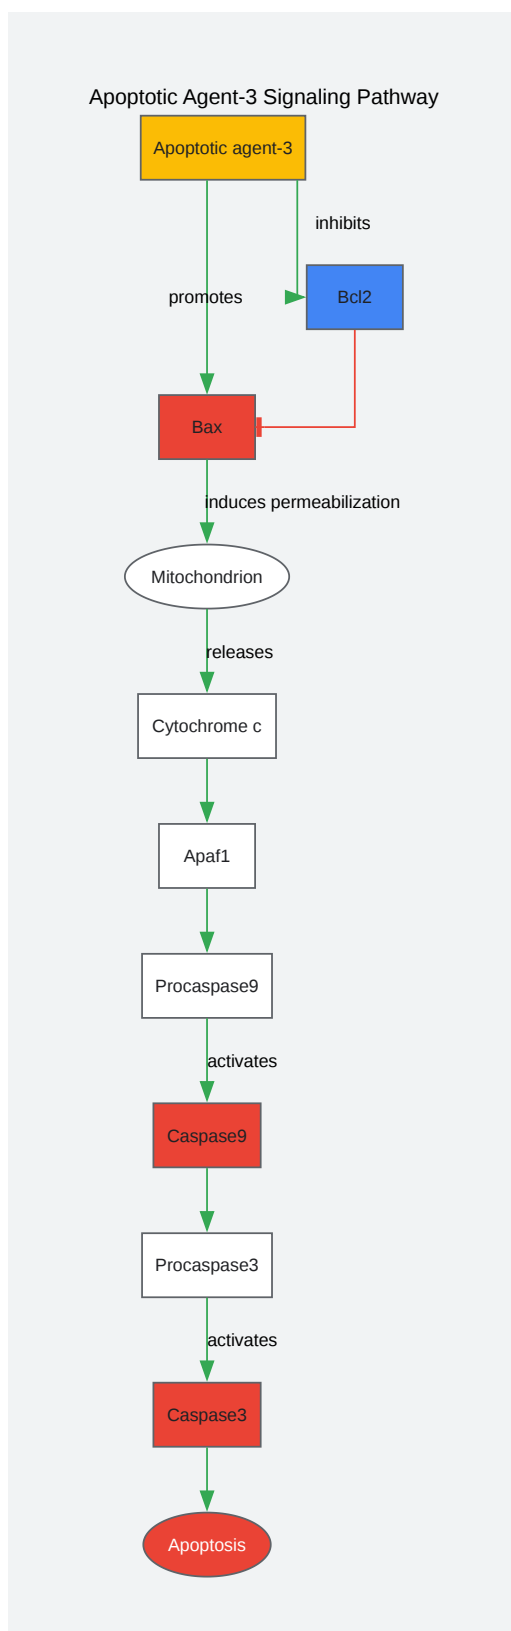 Apoptotic Agent-3 Signaling Pathway
Apoptotic agent-3
inhibits
promotes
Bcl2
Bax
induces permeabilization
Mitochondrion
releases
Cytochrome c
Apaf1
Procaspase9
activates
Caspase9
Procaspase3
activates
Caspase3
Apoptosis